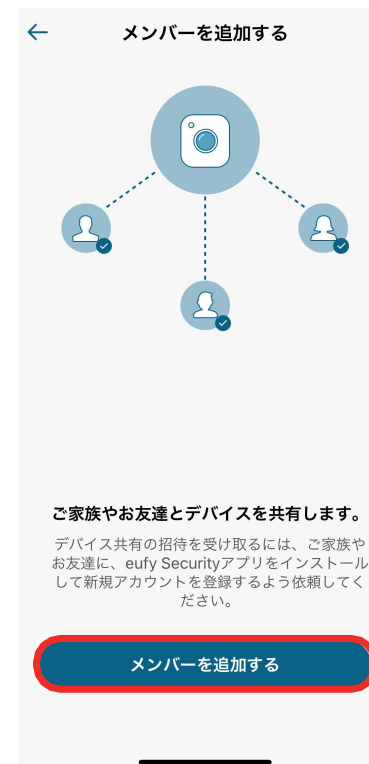 メンバーを追加する
ご家族やお友達とデバイスを共有します。
デバイス共有の招待を受け取るには、ご家族や
お友達に、eufy Securityアプリをインストール
して新規アカウントを登録するよう依頼してく
ださい。
メンバーを追加する